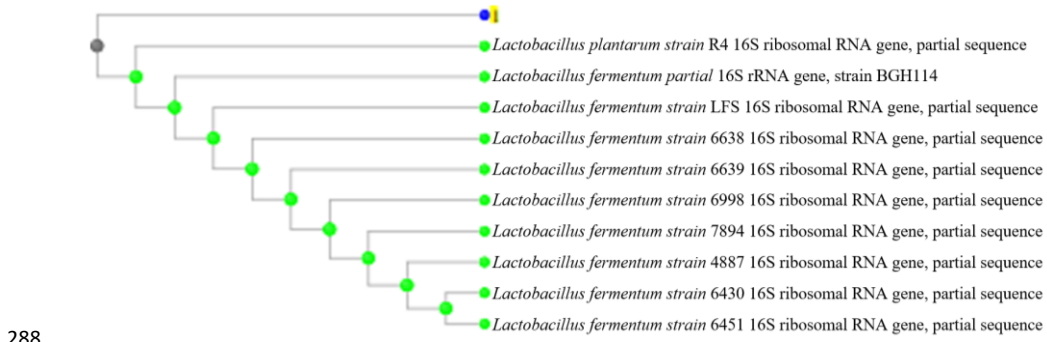 1
Lactobacillus plantarum strain R4 16S ribosomal RNA gene, partial sequence
Lactobacillus fermentum partial 16S rRNA gene, strain BGH114
Lactobacillus fermentum strain LFS 16S ribosomal RNA gene, partial sequence
Lactobacillus fermentum strain 6638 16S ribosomal RNA gene, partial sequence
Lactobacillus fermentum strain 6639 16S ribosomal RNA gene, partial sequence
Lactobacillus fermentum strain 6998 16S ribosomal RNA gene, partial sequence
Lactobacillus fermentum strain 7894 16S ribosomal RNA gene, partial sequence
Lactobacillus fermentum strain 4887 16S ribosomal RNA gene, partial sequence
Lactobacillus fermentum strain 6430 16S ribosomal RNA gene, partial sequence
Lactobacillus fermentum strain 6451 16S ribosomal RNA gene, partial sequence
288